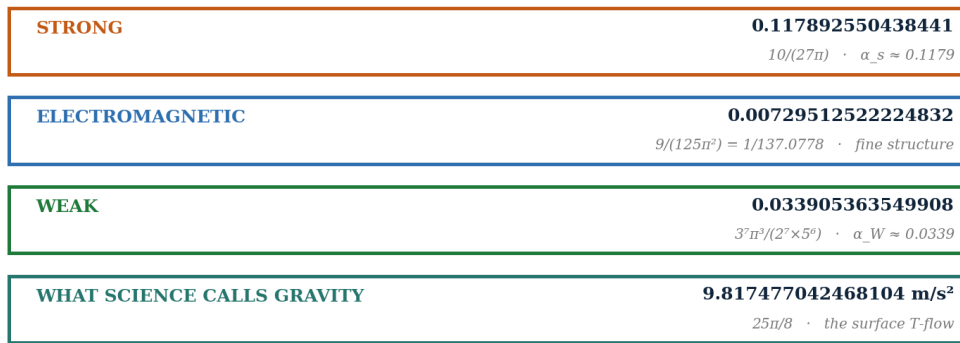 STRONG
0.117892550438441
10/(27π) · α_s ≈ 0.1179
ELECTROMAGNETIC
0.00729512522224832
9/(125π²) = 1/137.0778 · fine structure
WEAK
0.033905363549908
3⁷π³/(2⁷×5⁶) · α_W ≈ 0.0339
WHAT SCIENCE CALLS GRAVITY
9.817477042468104 m/s²
25π/8 · the surface T-flow